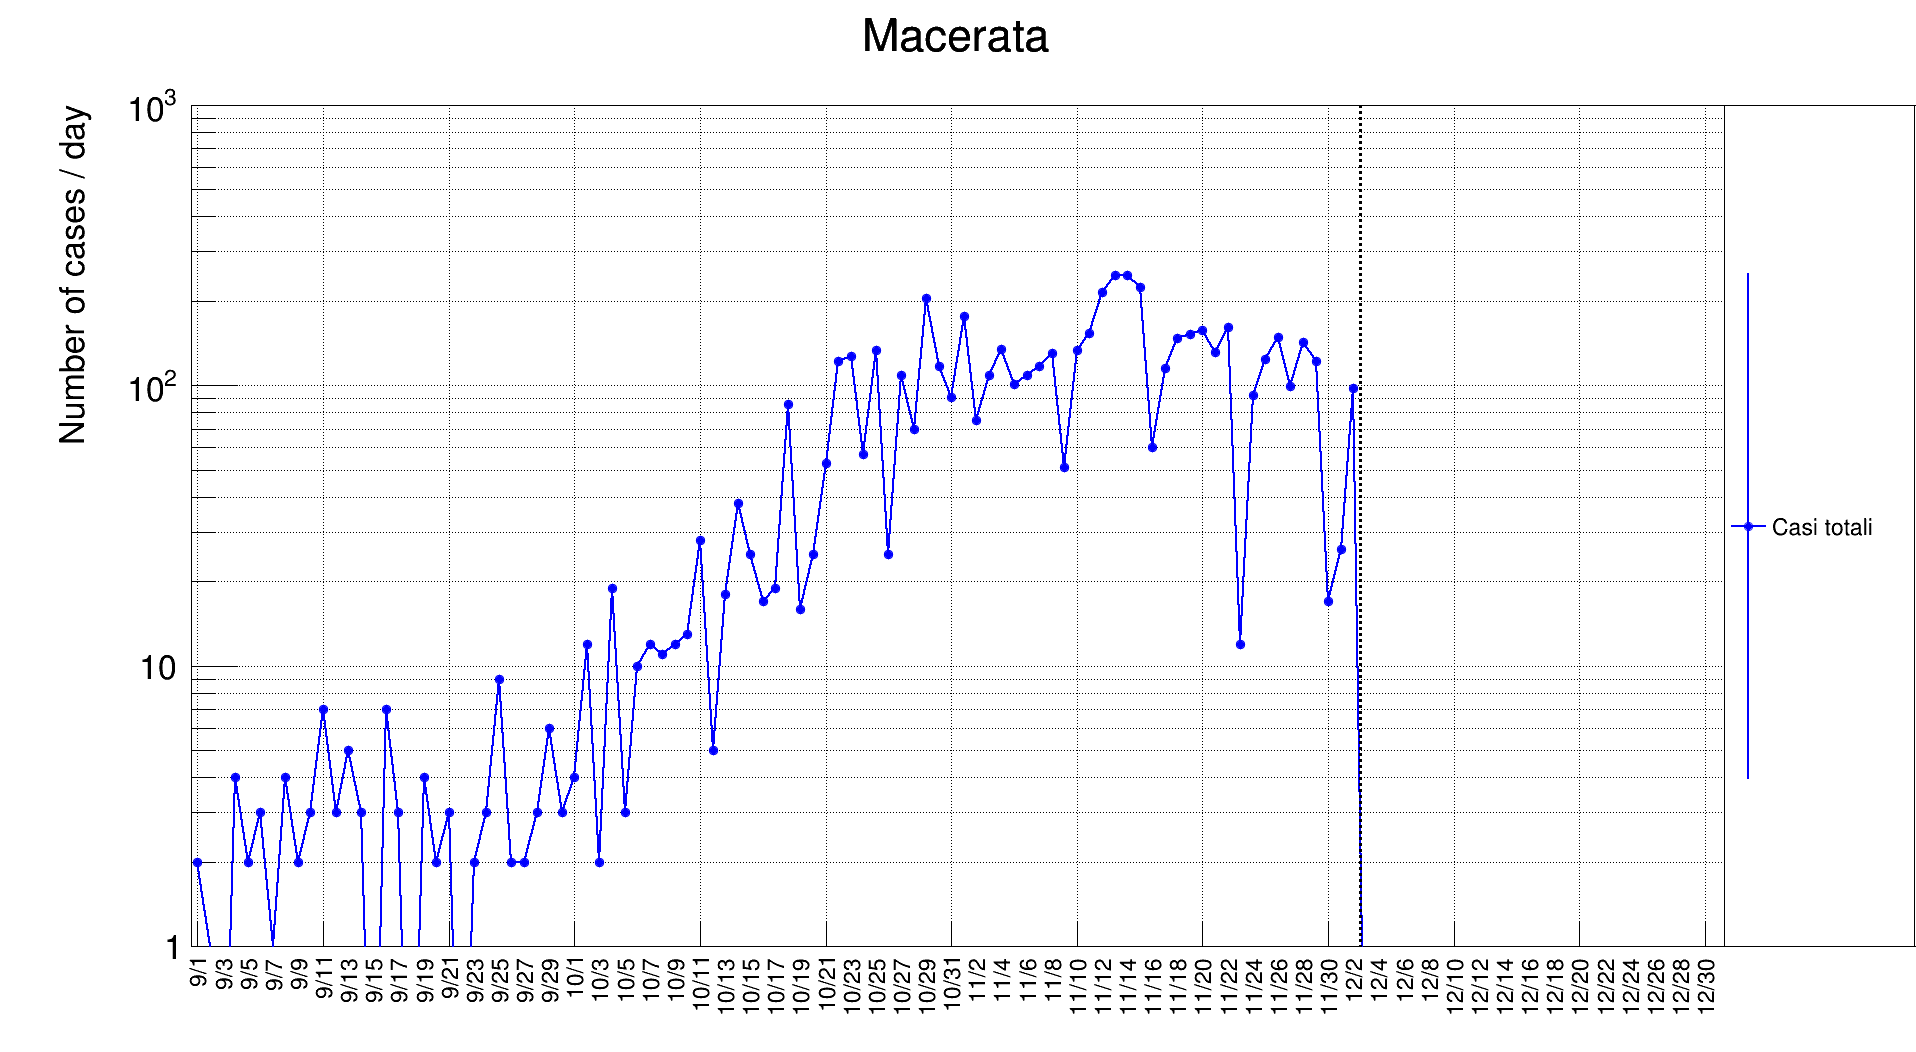 Macerata
Number of cases / day
10³
10²
10
1
9/1 9/3 9/5 9/7 9/9 9/11 9/13 9/15 9/17 9/19 9/21 9/23 9/25 9/27 9/29 10/1 10/3 10/5 10/7 10/9 10/11 10/13 10/15 10/17 10/19 10/21 10/23 10/25 10/27 10/29 10/31 11/2 11/4 11/6 11/8 11/10 11/12 11/14 11/16 11/18 11/20 11/22 11/24 11/26 11/28 11/30 12/2 12/4 12/6 12/8 12/10 12/12 12/14 12/16 12/18 12/20 12/22 12/24 12/26 12/28 12/30
Casi totali